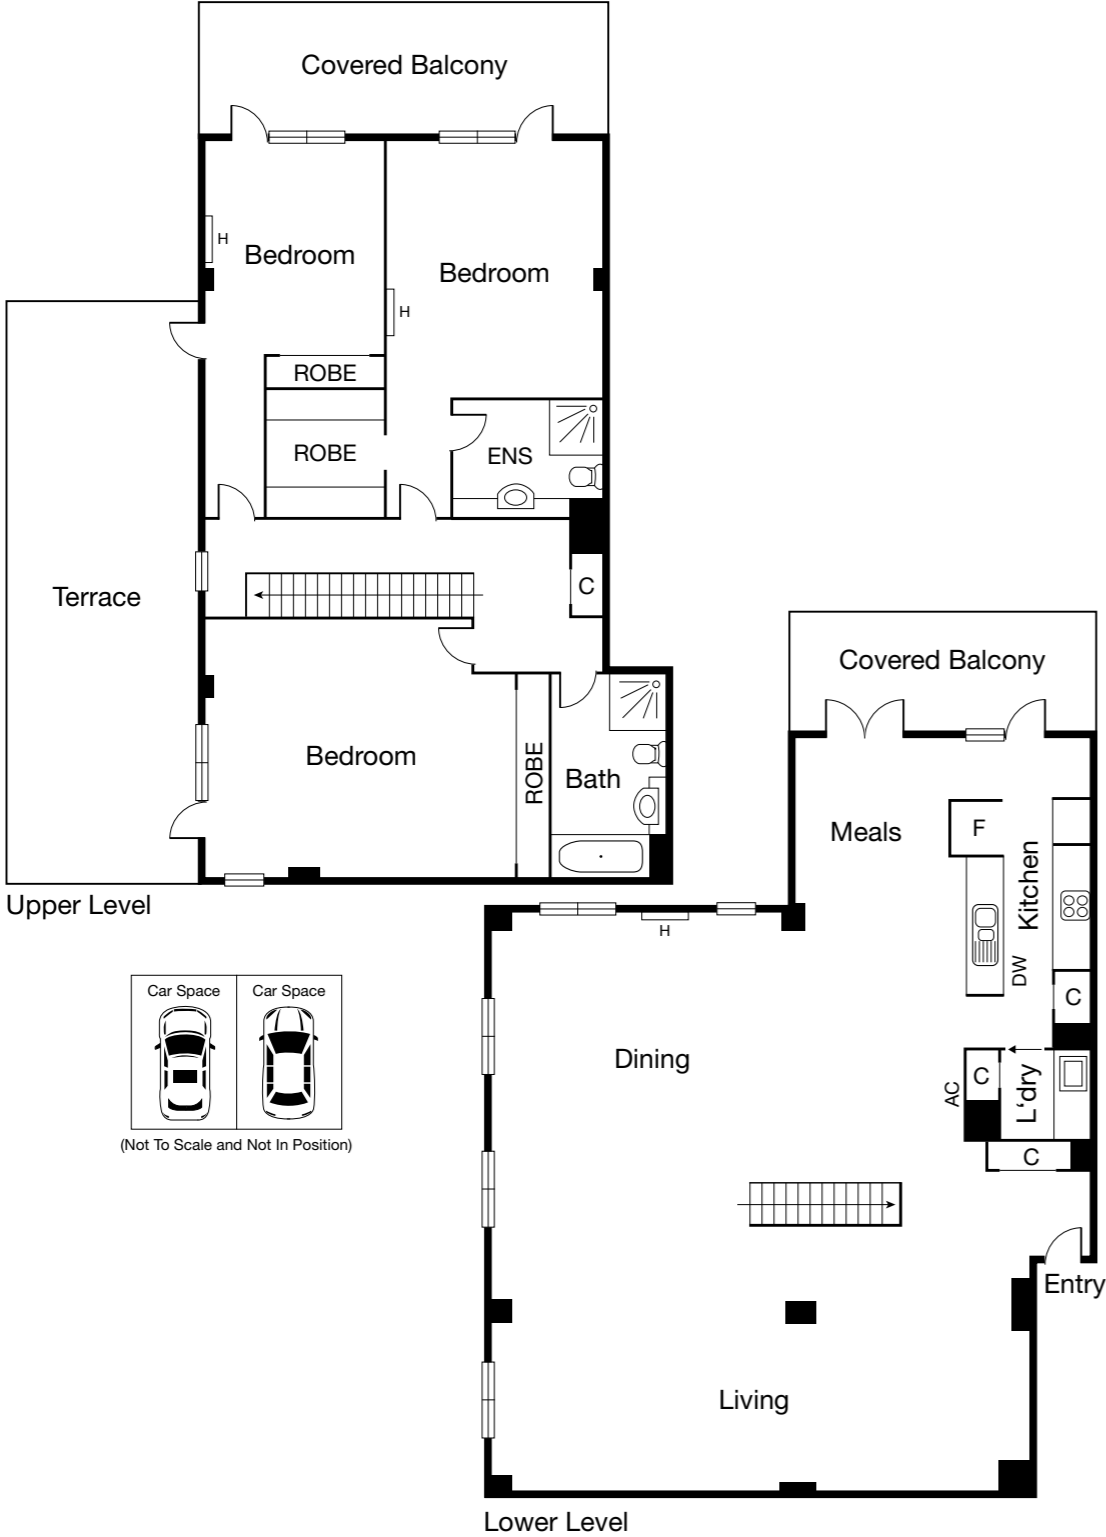 Covered Balcony
H
Bedroom
Bedroom
H
ROBE
ROBE
ENS
C
Terrace
Bedroom
ROBE
Bath
Upper Level
Covered Balcony
Meals
F
Kitchen
H
DW
C
Car Space
Car Space
(Not To Scale and Not In Position)
Dining
AC
C
L'dry
C
Entry
Living
Lower Level